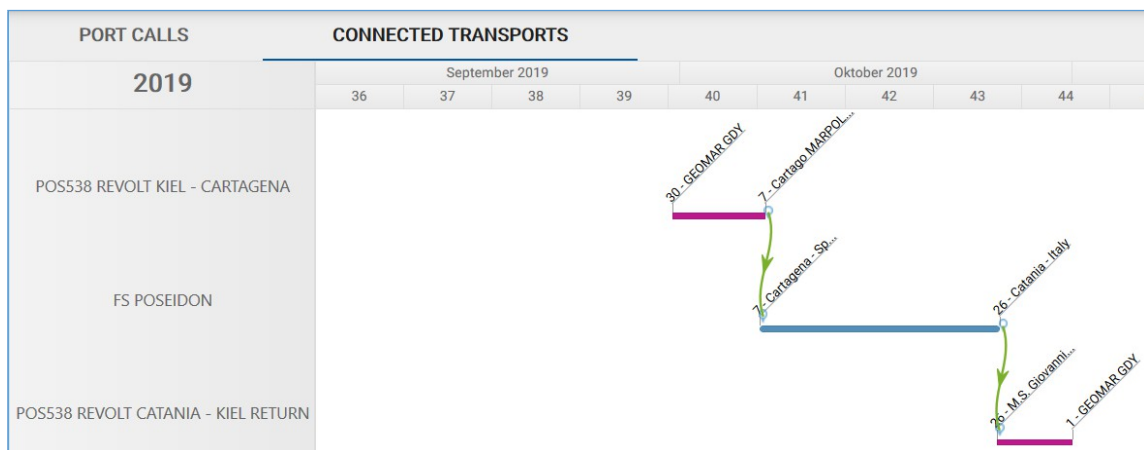 PORT CALLS
CONNECTED TRANSPORTS
2019
September 2019
Oktober 2019
36
37
38
39
40
41
42
43
44
POS538 REVOLT KIEL - CARTAGENA
30 - GEOMAR GDY
7 - Cartago MARPOL...
FS POSEIDON
7 - Cartagena - Sp...
26 - Catania - Italy
POS538 REVOLT CATANIA - KIEL RETURN
26 - M.S. Giovanni...
1 - GEOMAR GDY